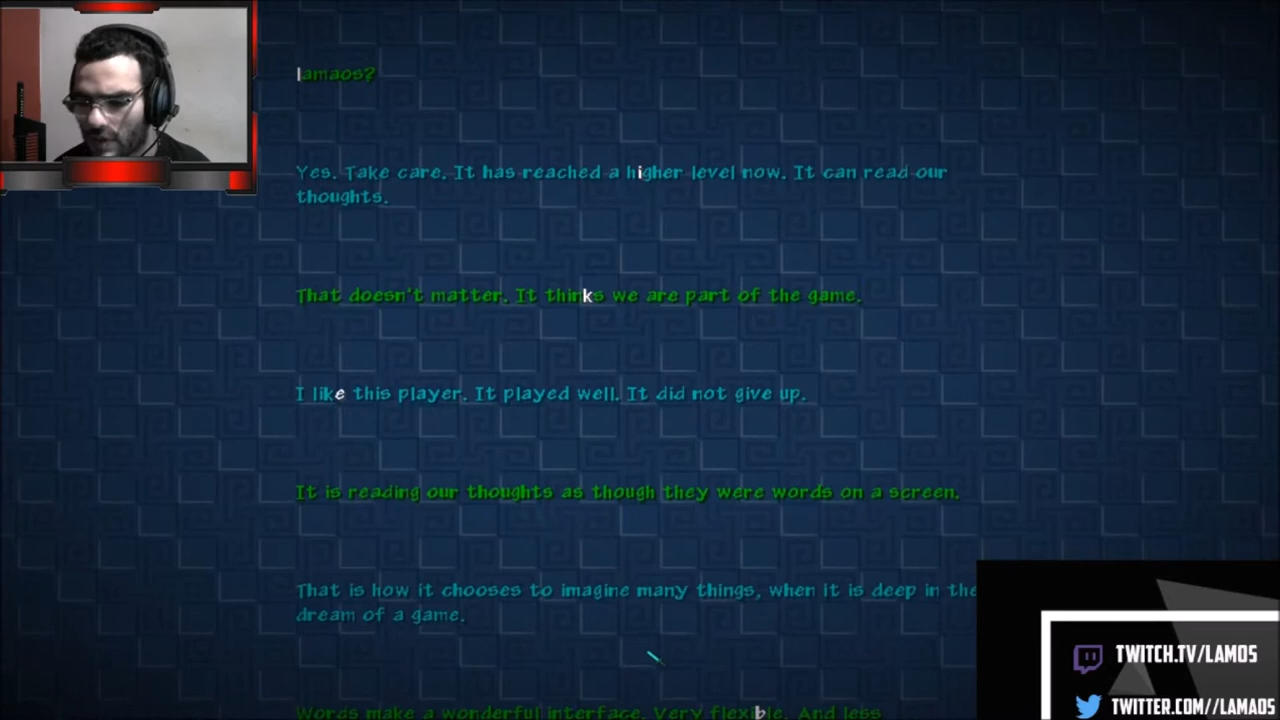 lamaos?
Yes. Take care. It has reached a higher level now. It can read our
thoughts.
That doesn't matter. It thinks we are part of the game.
I like this player. It played well. It did not give up.
It is reading our thoughts as though they were words on a screen.
That is how it chooses to imagine many things, when it is deep in the
dream of a game.
Words make a wonderful interface. Very flexible. And less
TWITCH.TV/LAMOS
TWITTER.COM//LAMAOS